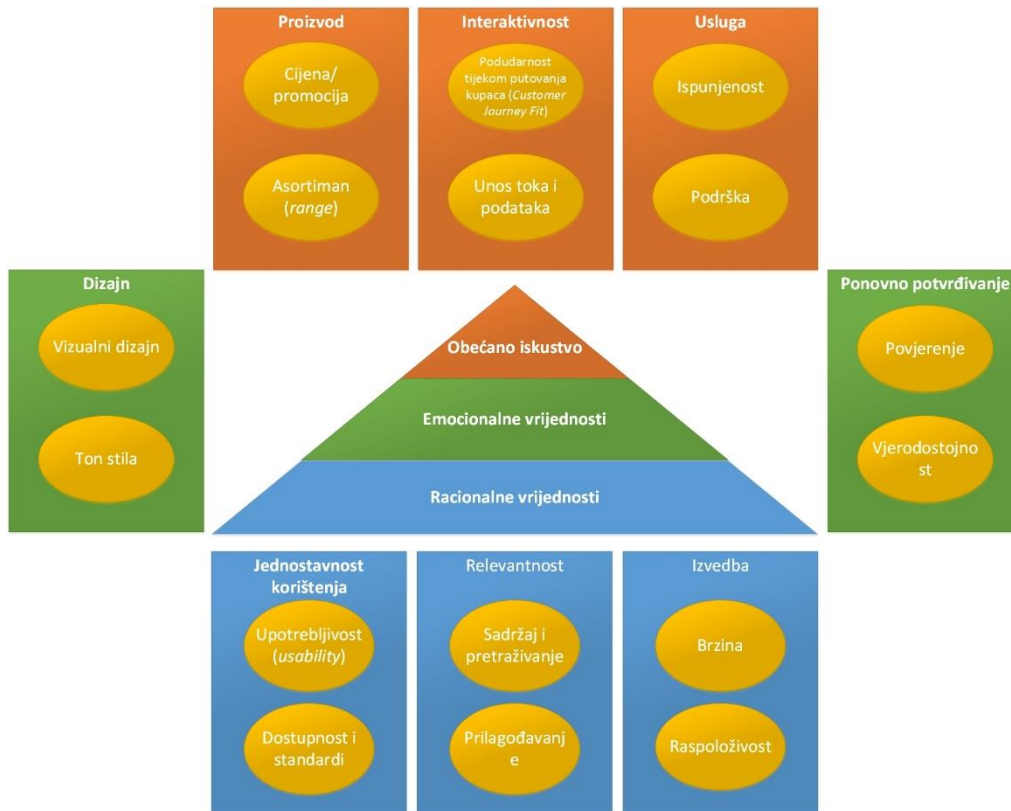 Proizvod
Cijena/
promocija
Asortiman
(range)
Interaktivnost
Podudarnost
tijekom putovanja
kupaca (Customer
Journey Fit)
Unos toka i
podataka
Usluga
Ispunjenost
Podrška
Dizajn
Vizualni dizajn
Ton stila
Obećano iskustvo
Emocionalne vrijednosti
Racionalne vrijednosti
Ponovno potvrđivanje
Povjerenje
Vjerodostojno
st
Jednostavnost
korištenja
Upotrebljivost
(usability)
Dostupnost i
standardi
Relevantnost
Sadržaj i
pretraživanje
Prilagođavanj
e
Izvedba
Brzina
Raspoloživost